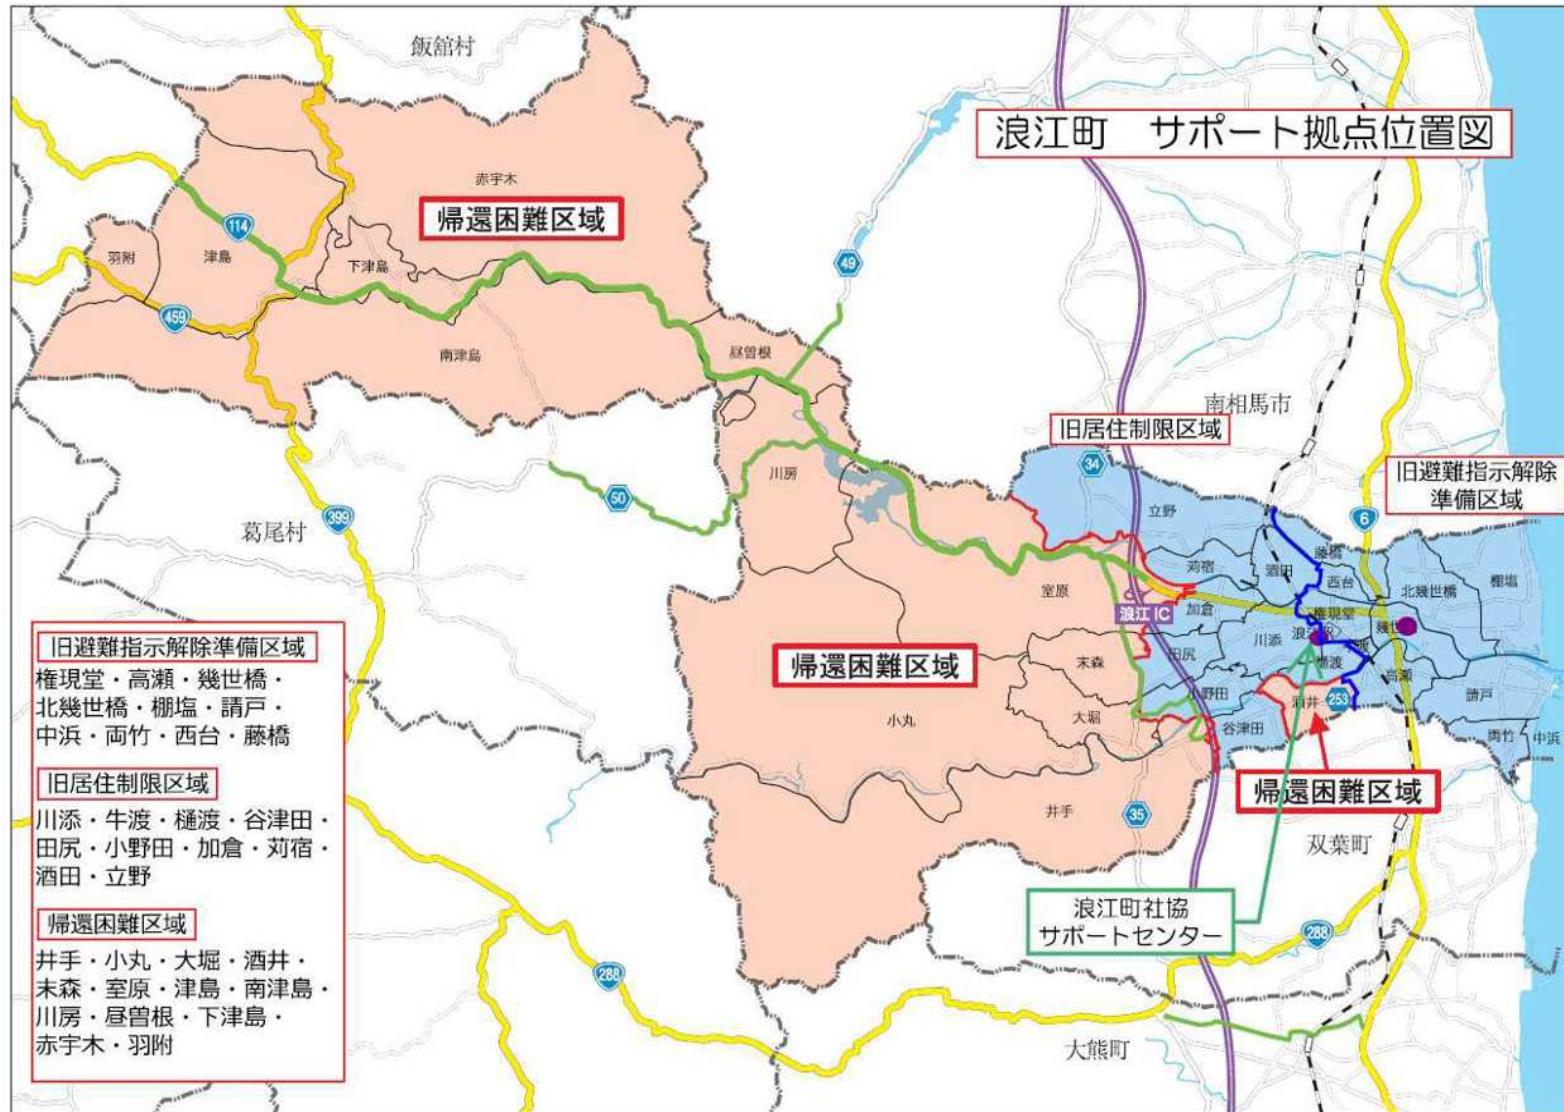 飯舘村
浪江町　サポート拠点位置図
赤宇木
帰還困難区域
114
羽附
津島
下津島
49
459
南津島
昼曽根
南相馬市
旧居住制限区域
34
旧避難指示解除
準備区域
川房
50
立野
399
葛尾村
6
藤橋
苅宿
酒田
西台
北幾世橋
棚塩
室原
浪江 IC
加倉
権現堂
川添
田尻
樋渡
末森
帰還困難区域
高瀬
小野田
酒井
253
請戸
小丸
大堀
谷津田
両竹
中浜
帰還困難区域
井手
35
双葉町
浪江町社協
サポートセンター
288
288
大熊町
旧避難指示解除準備区域
権現堂・高瀬・幾世橋・
北幾世橋・棚塩・請戸・
中浜・両竹・西台・藤橋
旧居住制限区域
川添・牛渡・樋渡・谷津田・
田尻・小野田・加倉・苅宿・
酒田・立野
帰還困難区域
井手・小丸・大堀・酒井・
末森・室原・津島・南津島・
川房・昼曽根・下津島・
赤宇木・羽附